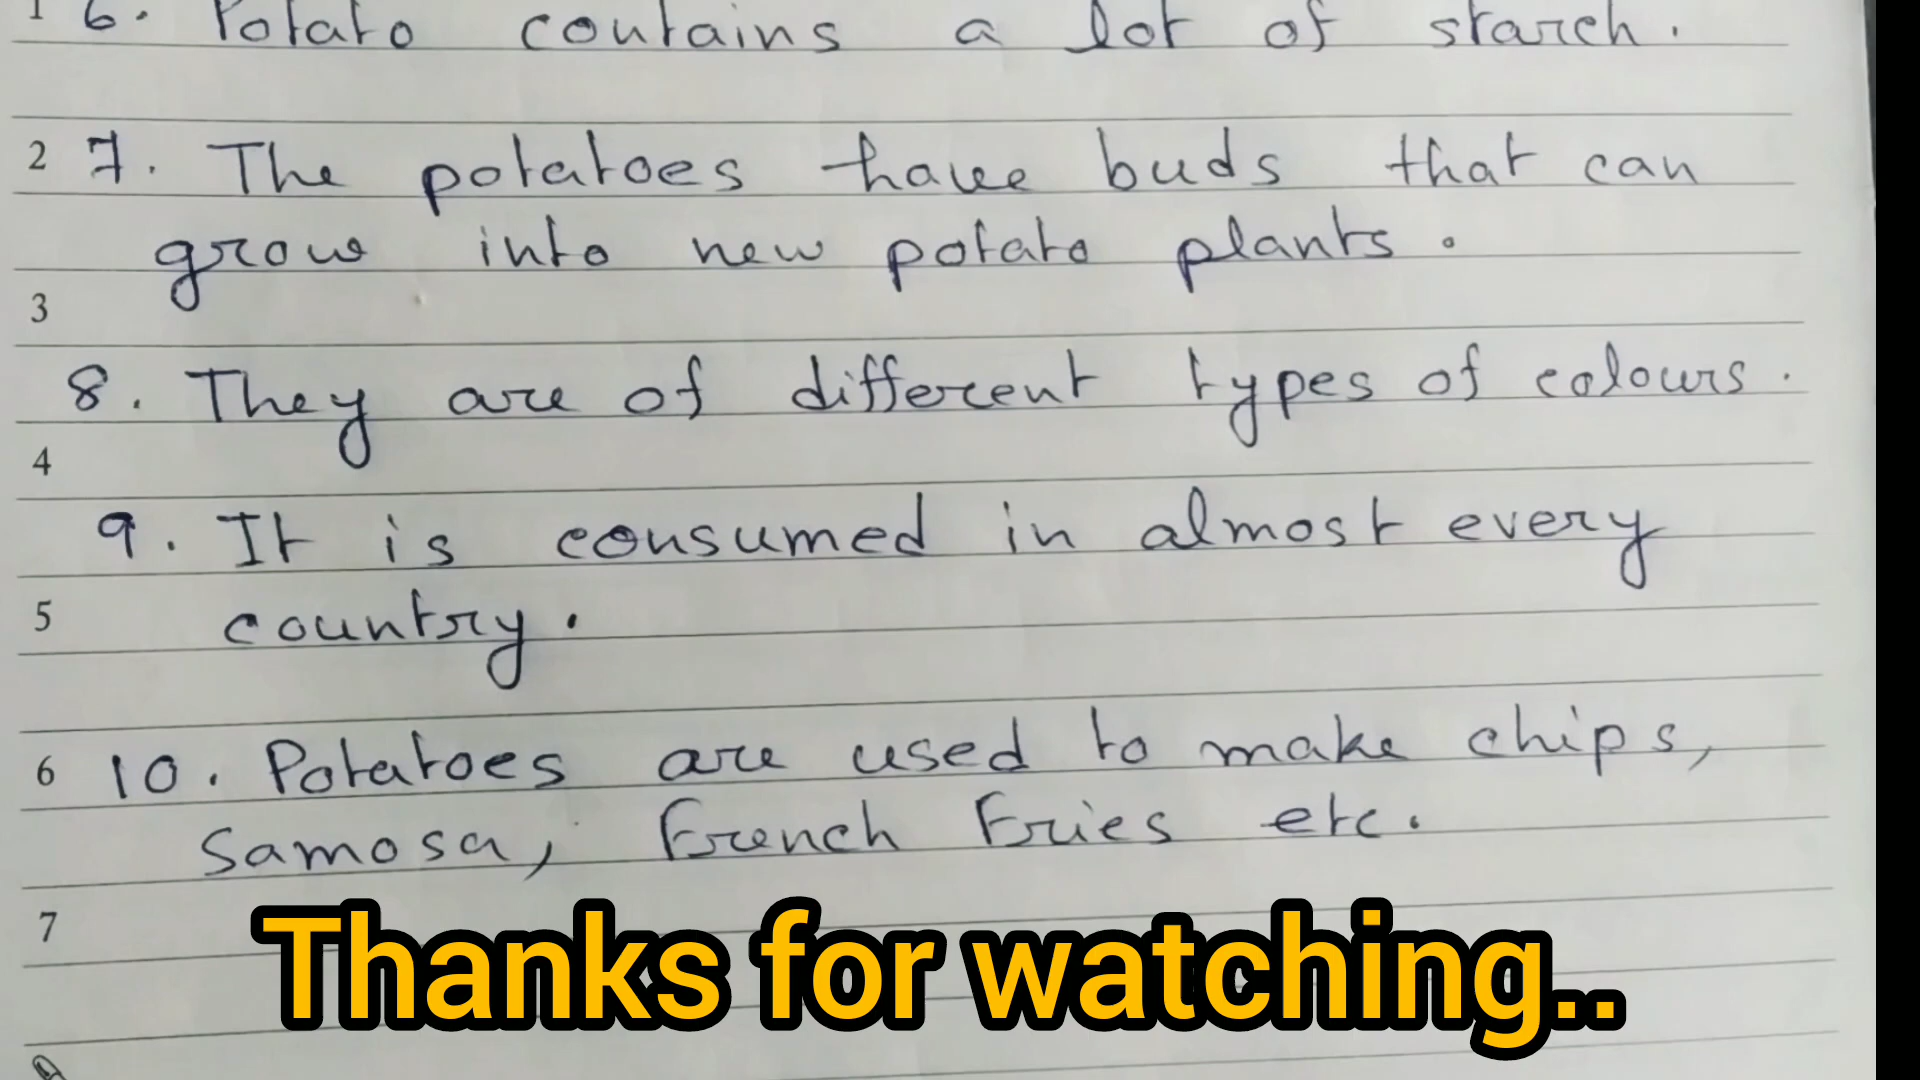 1 6. Potato contains a lot of starch.
2 7. The potatoes have buds that can
grow into new potato plants.
3
8. They are of different types of colours.
4
9. It is consumed in almost every
5 country.
6 10. Potatoes are used to make chips,
Samosa, French Fries etc.
7
Thanks for watching..